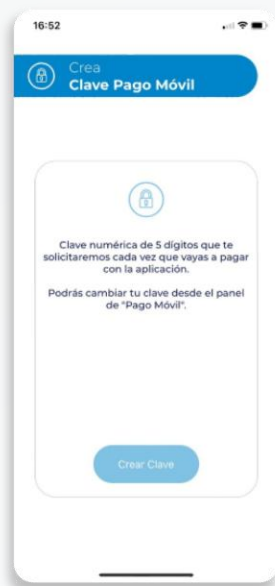 16:52
Crea
Clave Pago Móvil
Clave numérica de 5 dígitos que te
solicitaremos cada vez que vayas a pagar
con la aplicación.
Podrás cambiar tu clave desde el panel
de "Pago Móvil".
Crear Clave